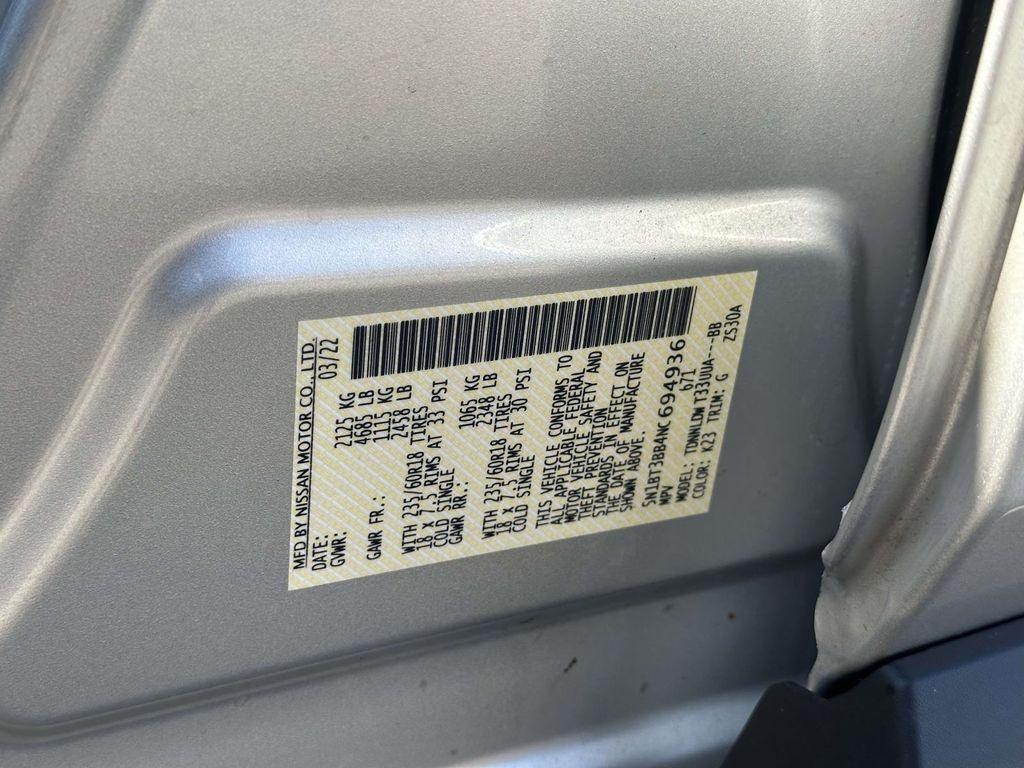 MFD BY NISSAN MOTOR CO., LTD.
DATE: 03/22
GVWR: 2125 KG
4685 LB
GAWR FR.: 1115 KG
2458 LB
WITH 235/60R18 TIRES
18 X 7.5 RIMS AT 33 PSI
COLD SINGLE
GAWR RR.: 1065 KG
2348 LB
WITH 235/60R18 TIRES
18 X 7.5 RIMS AT 30 PSI
COLD SINGLE
THIS VEHICLE CONFORMS TO
ALL APPLICABLE FEDERAL
MOTOR VEHICLE SAFETY AND
THEFT PREVENTION
STANDARDS IN EFFECT ON
THE DATE OF MANUFACTURE
SHOWN ABOVE.
5N1BT3BB4NC694936
MPV 671
MODEL: TDNNLDWT33UUA----BB
COLOR: K23 TRIM: G ZS30A